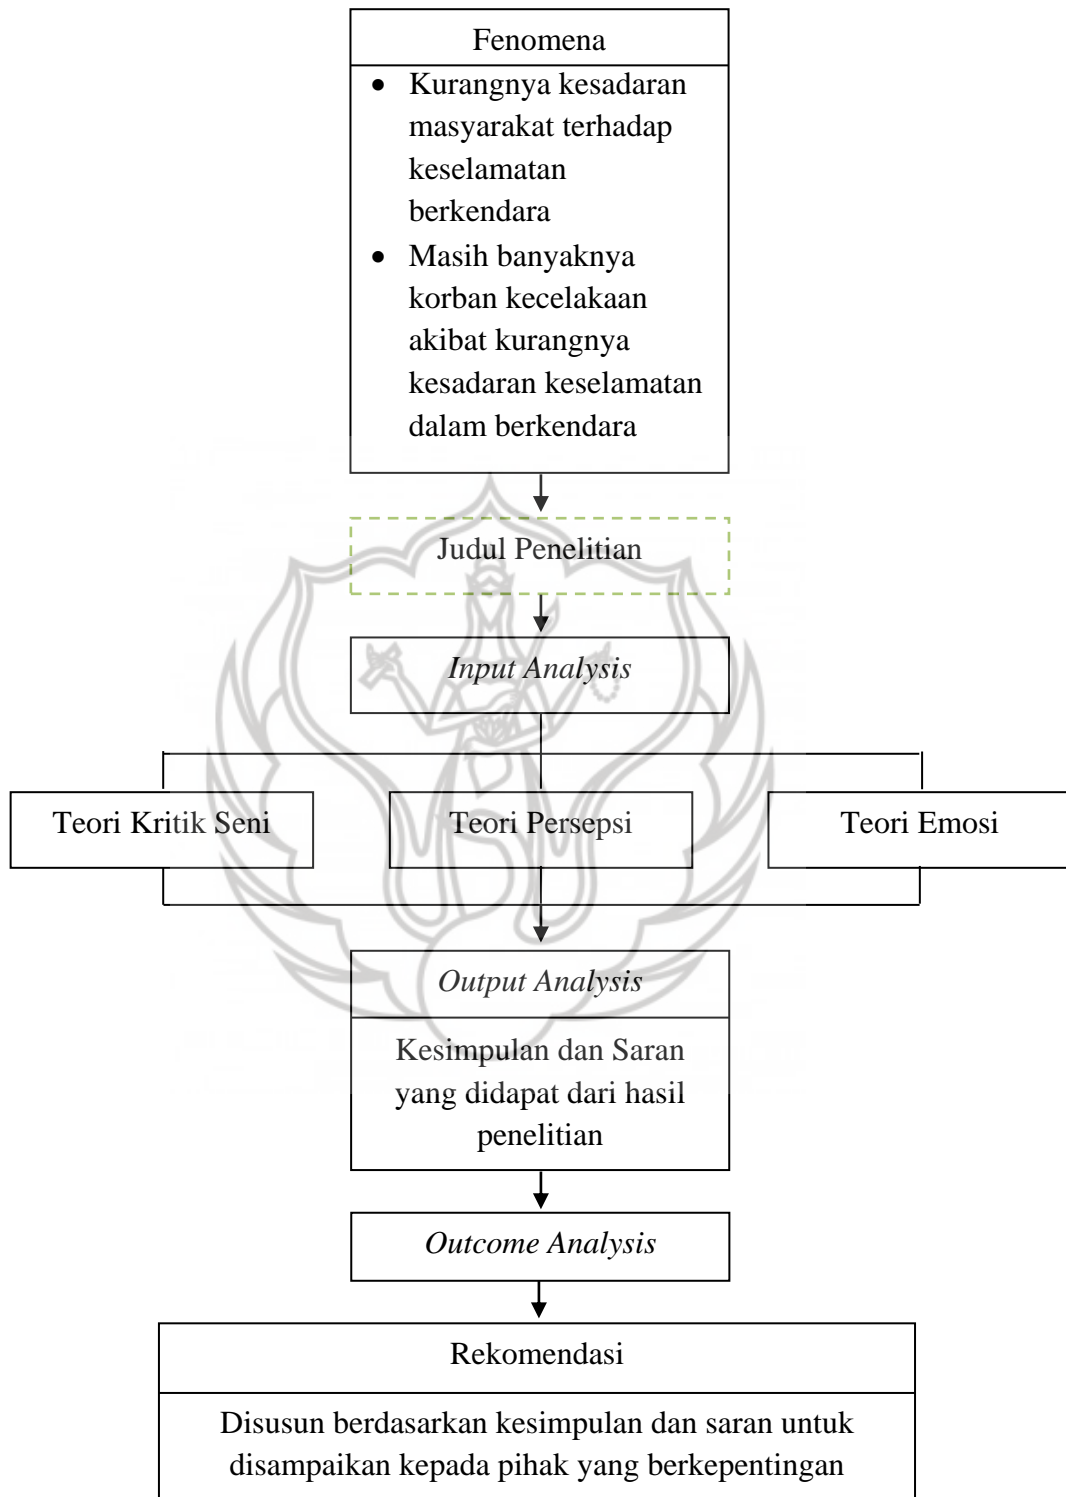 Fenomena
• Kurangnya kesadaran
masyarakat terhadap
keselamatan
berkendara
• Masih banyaknya
korban kecelakaan
akibat kurangnya
kesadaran keselamatan
dalam berkendara
Judul Penelitian
Input Analysis
Teori Kritik Seni
Teori Persepsi
Teori Emosi
Output Analysis
Kesimpulan dan Saran
yang didapat dari hasil
penelitian
Outcome Analysis
Rekomendasi
Disusun berdasarkan kesimpulan dan saran untuk
disampaikan kepada pihak yang berkepentingan